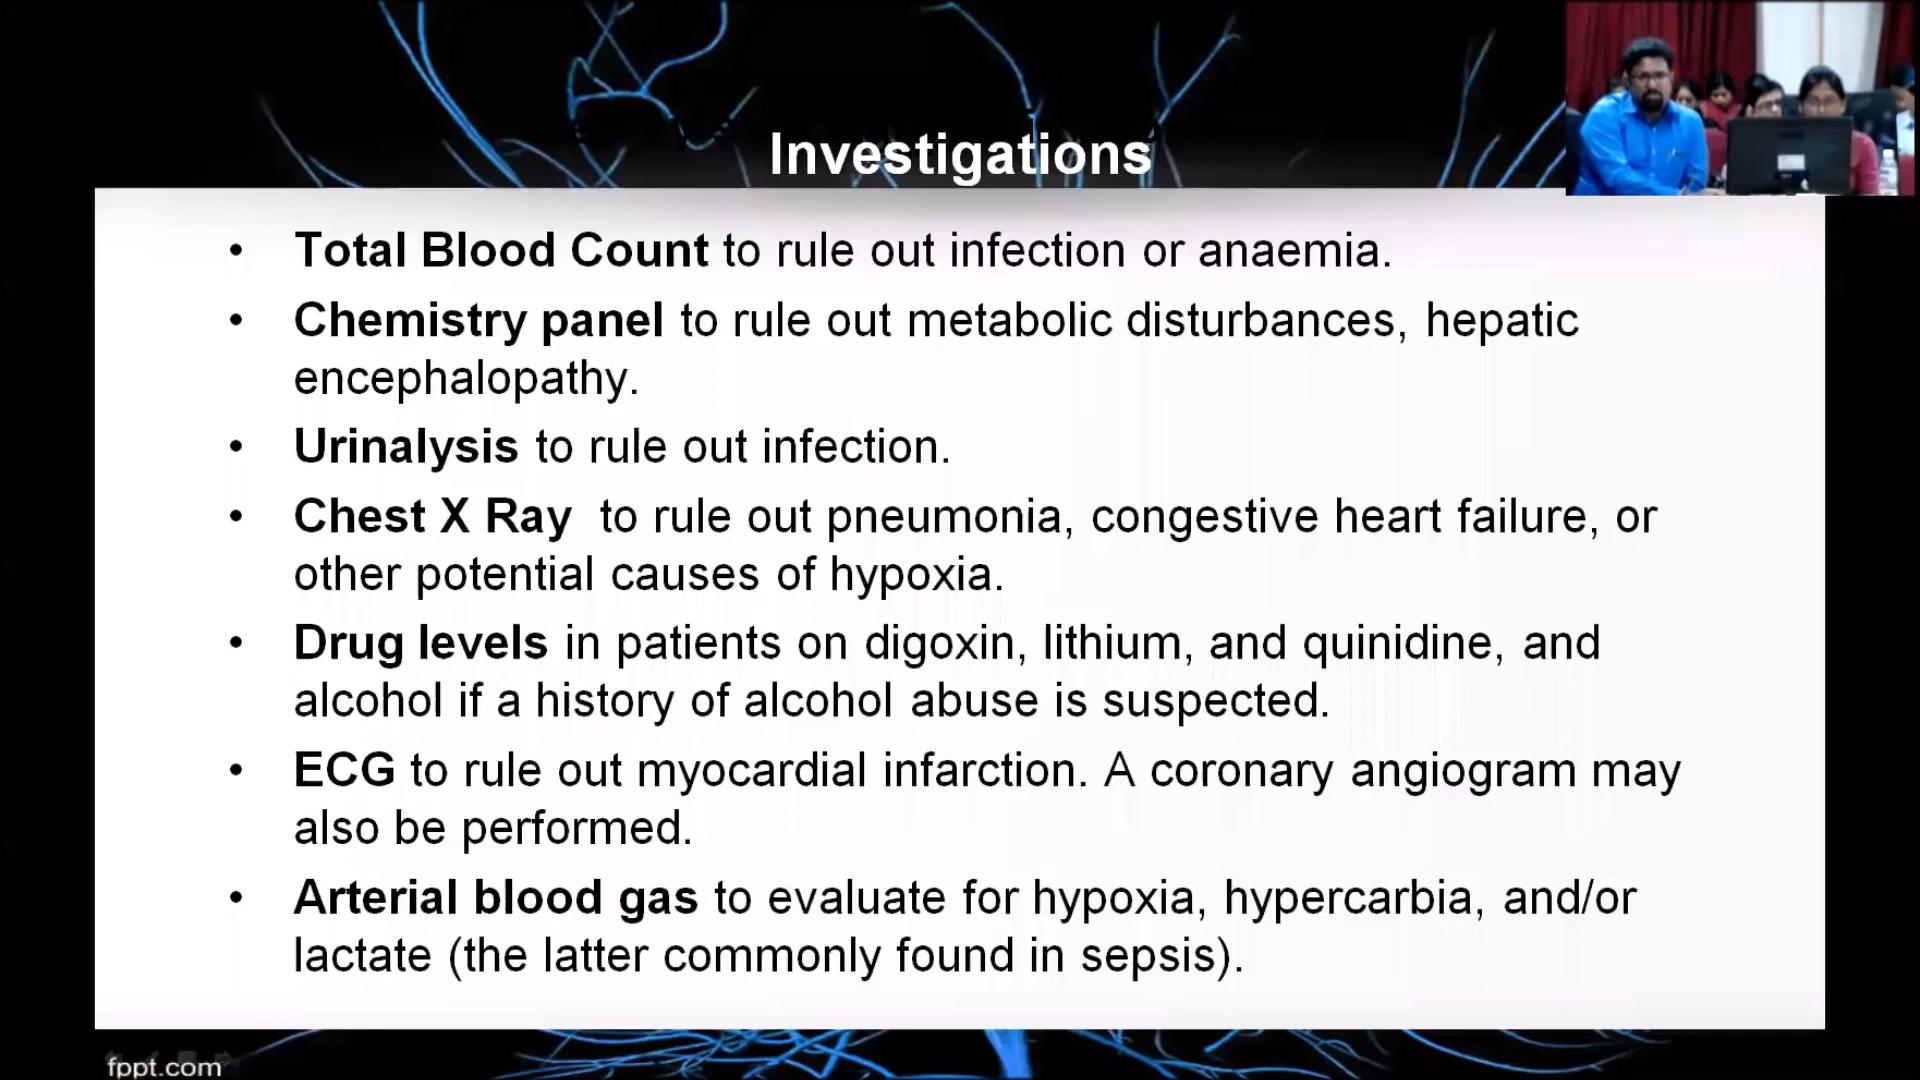 Investigations
• Total Blood Count to rule out infection or anaemia.
• Chemistry panel to rule out metabolic disturbances, hepatic
encephalopathy.
• Urinalysis to rule out infection.
• Chest X Ray  to rule out pneumonia, congestive heart failure, or
other potential causes of hypoxia.
• Drug levels in patients on digoxin, lithium, and quinidine, and
alcohol if a history of alcohol abuse is suspected.
• ECG to rule out myocardial infarction. A coronary angiogram may
also be performed.
• Arterial blood gas to evaluate for hypoxia, hypercarbia, and/or
lactate (the latter commonly found in sepsis).
fppt.com